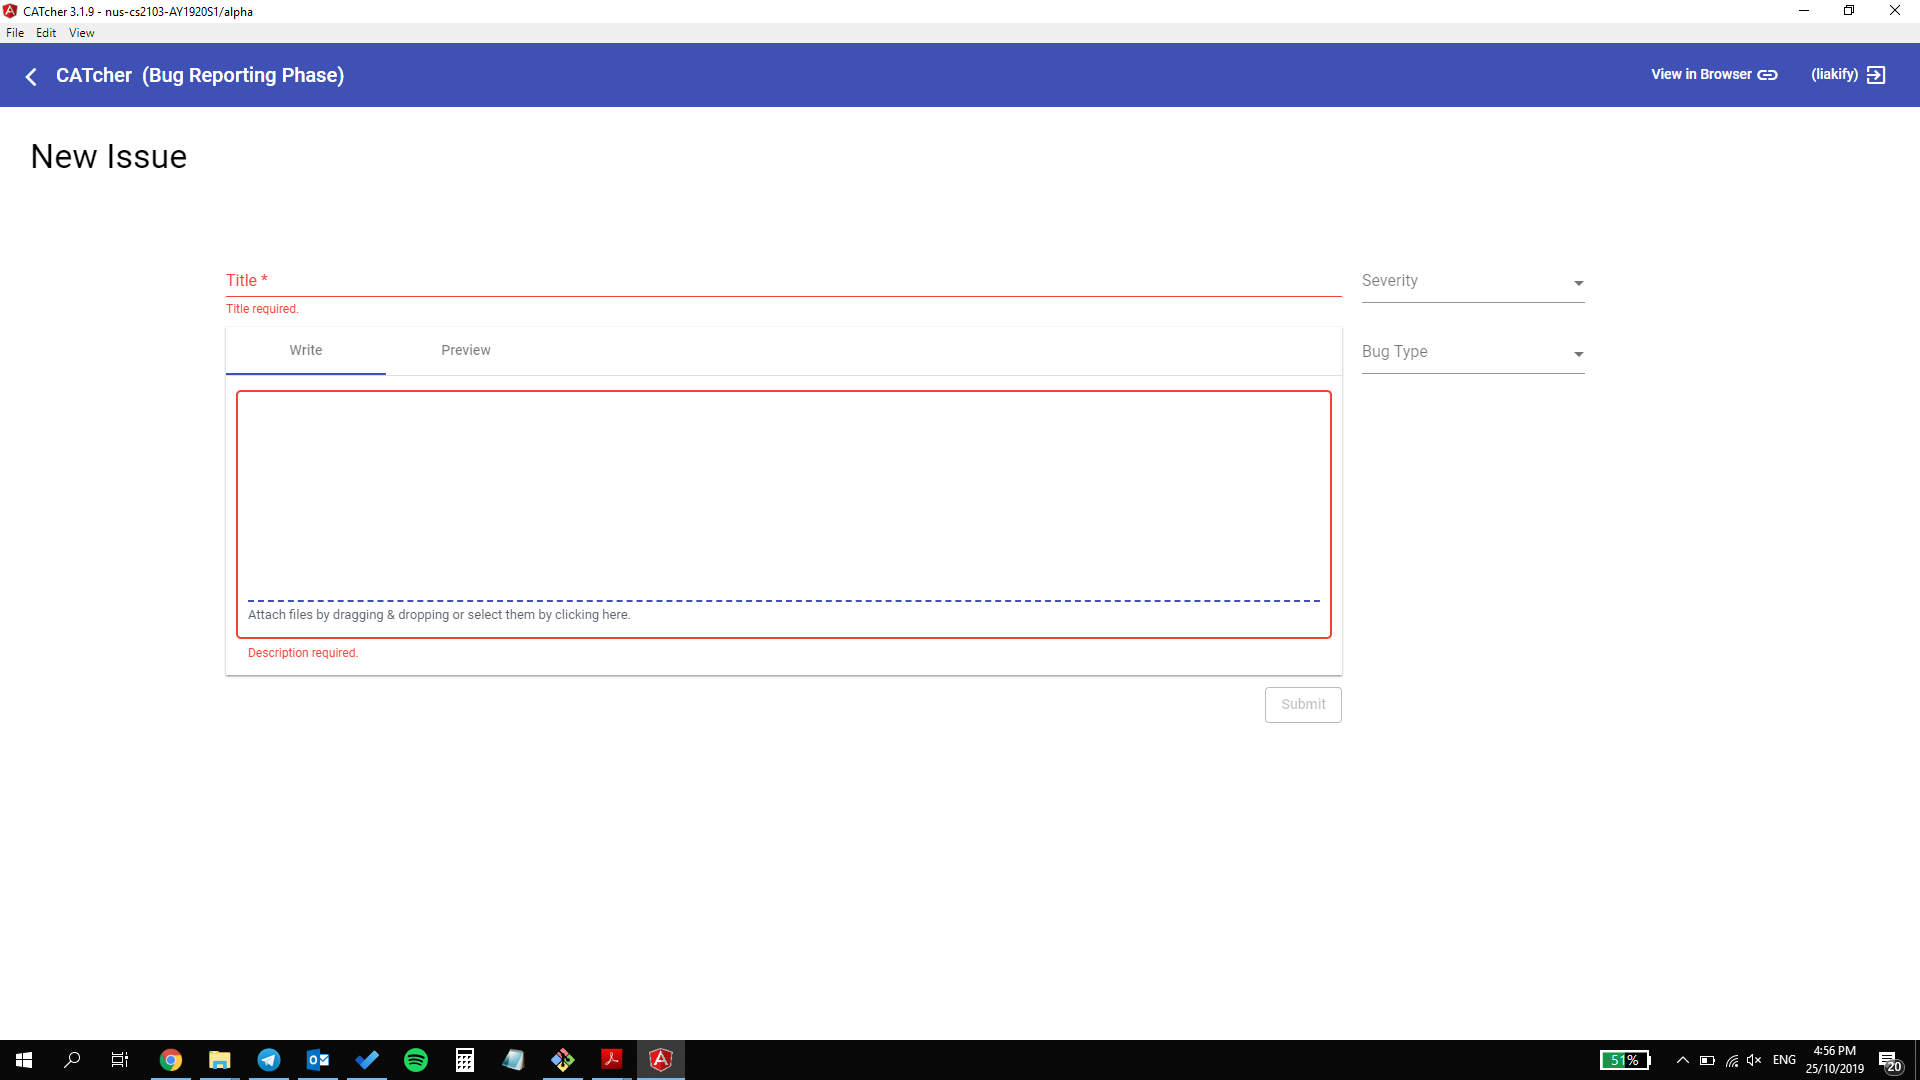 CATcher 3.1.9 - nus-cs2103-AY1920S1/alpha
File Edit View
CATcher (Bug Reporting Phase)
View in Browser
(liakify)
New Issue
Title *
Title required.
Severity
Write
Preview
Bug Type
Attach files by dragging & dropping or select them by clicking here.
Description required.
Submit
51%
ENG
4:56 PM
25/10/2019
20